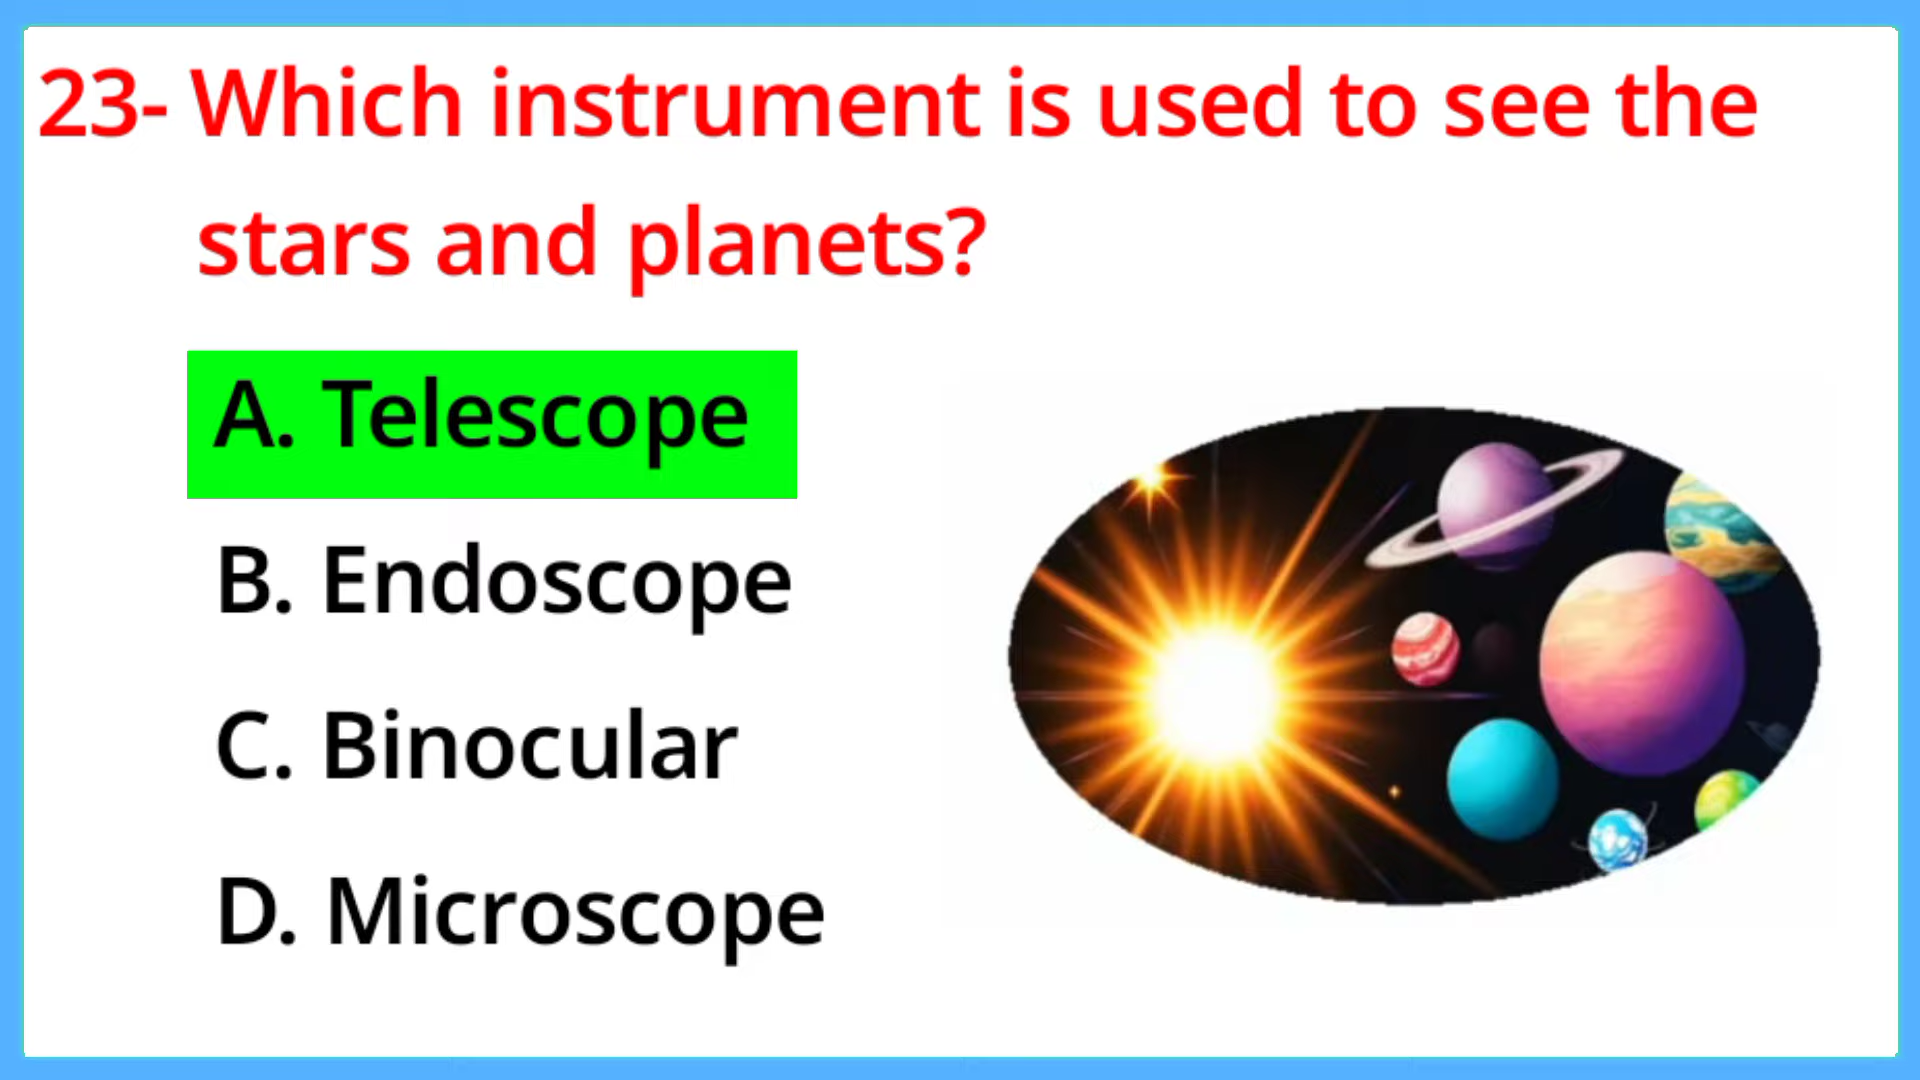 23- Which instrument is used to see the
stars and planets?
A. Telescope
B. Endoscope
C. Binocular
D. Microscope